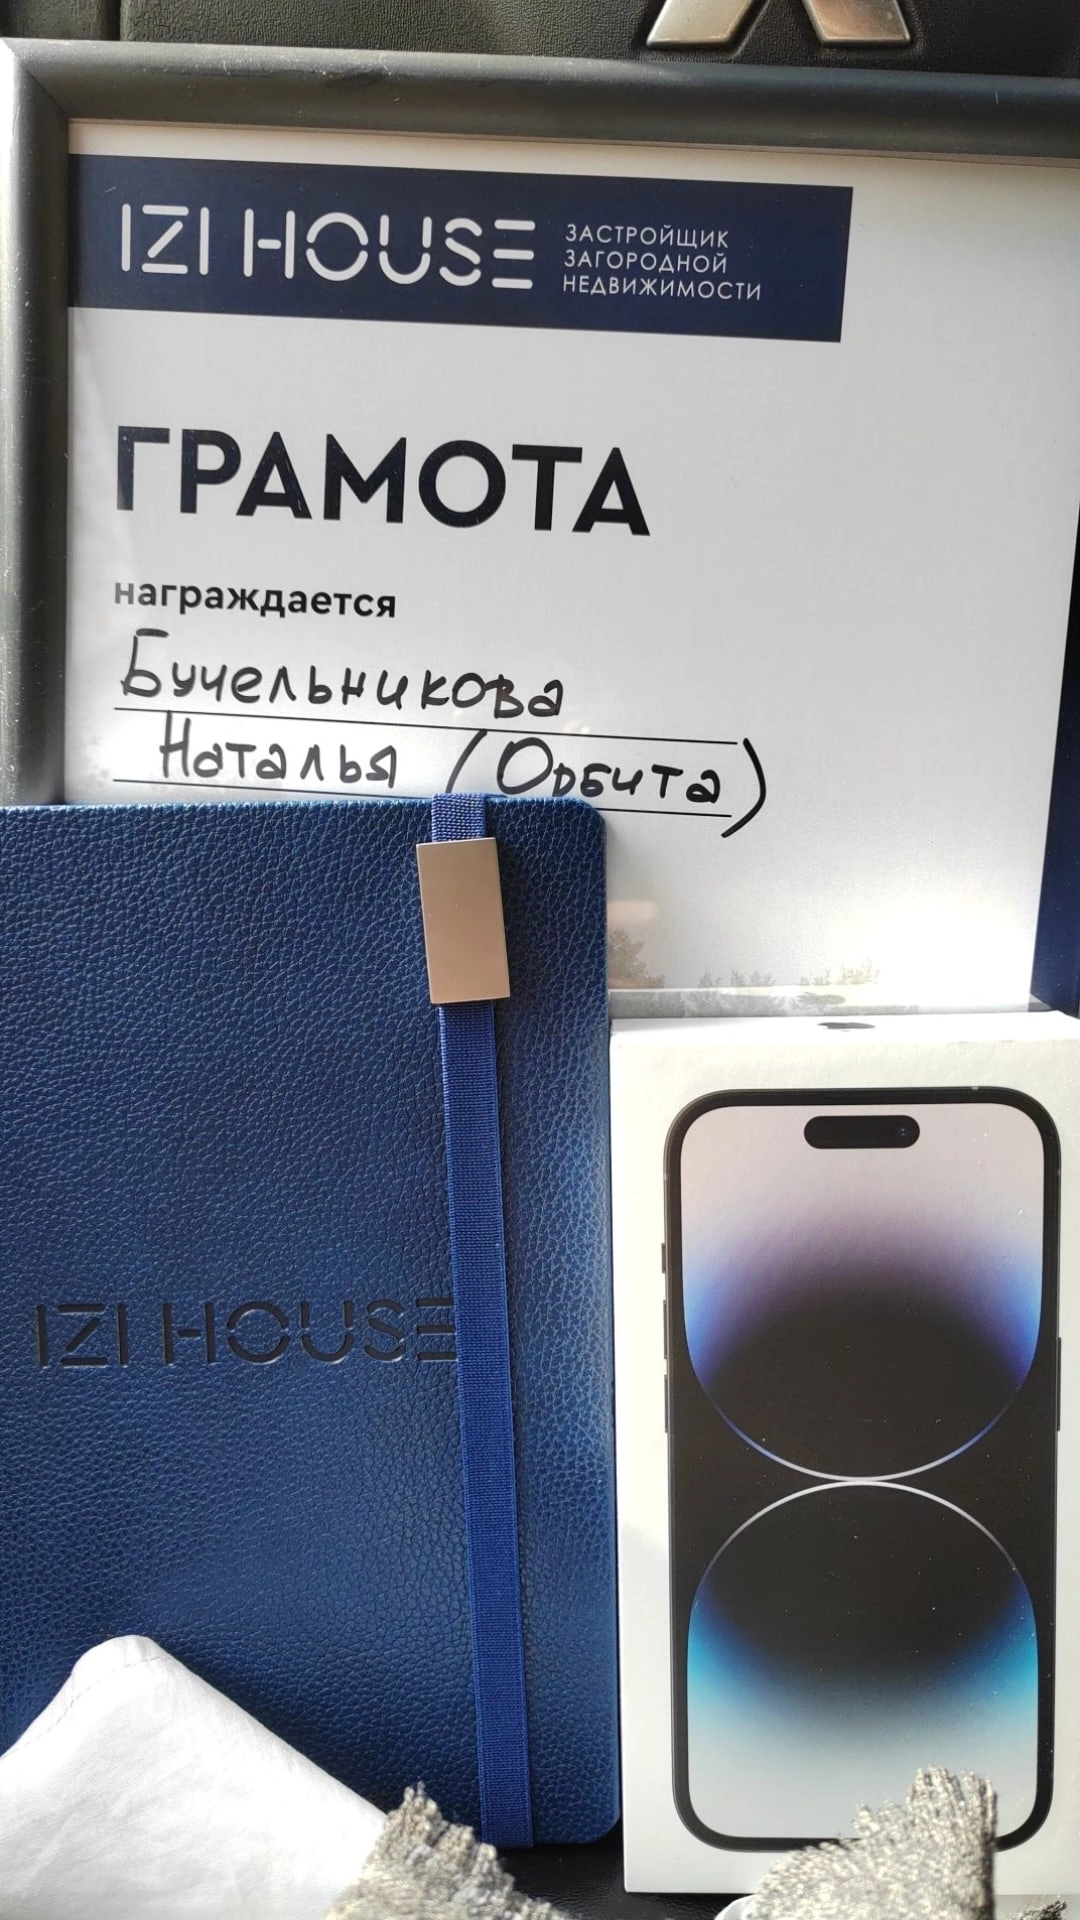 IZI HOUSE
ЗАСТРОЙЩИК
ЗАГОРОДНОЙ
НЕДВИЖИМОСТИ
ГРАМОТА
награждается
Бучельникова
Наталья (Орбита)
IZI HOUSE